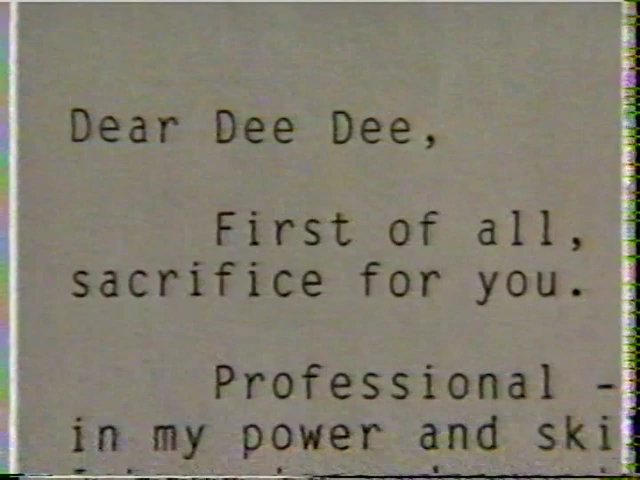 Dear Dee Dee,
First of all,
sacrifice for you.
Professional -
in my power and ski